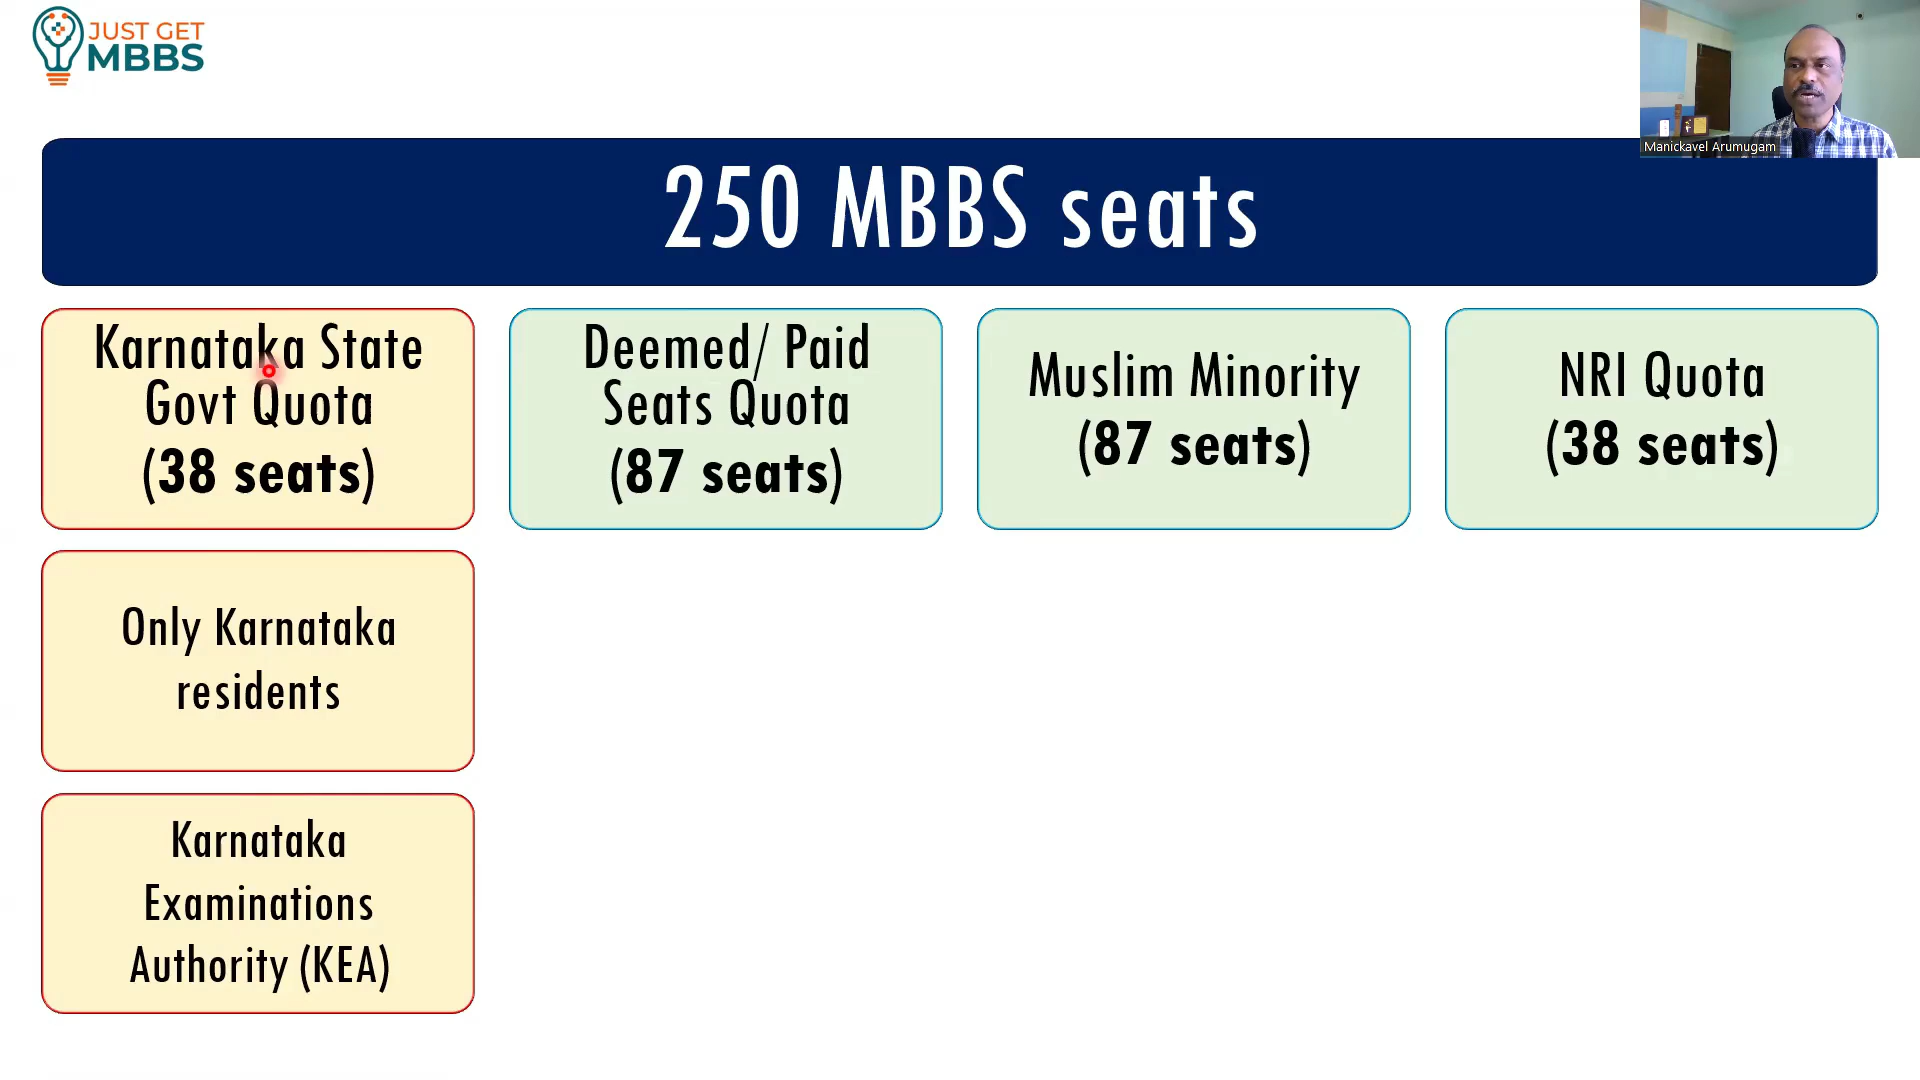 JUST GET
MBBS
Manickavel Arumugam
250 MBBS seats
Karnataka State
Govt Quota
(38 seats)
Deemed/ Paid
Seats Quota
(87 seats)
Muslim Minority
(87 seats)
NRI Quota
(38 seats)
Only Karnataka
residents
Karnataka
Examinations
Authority (KEA)